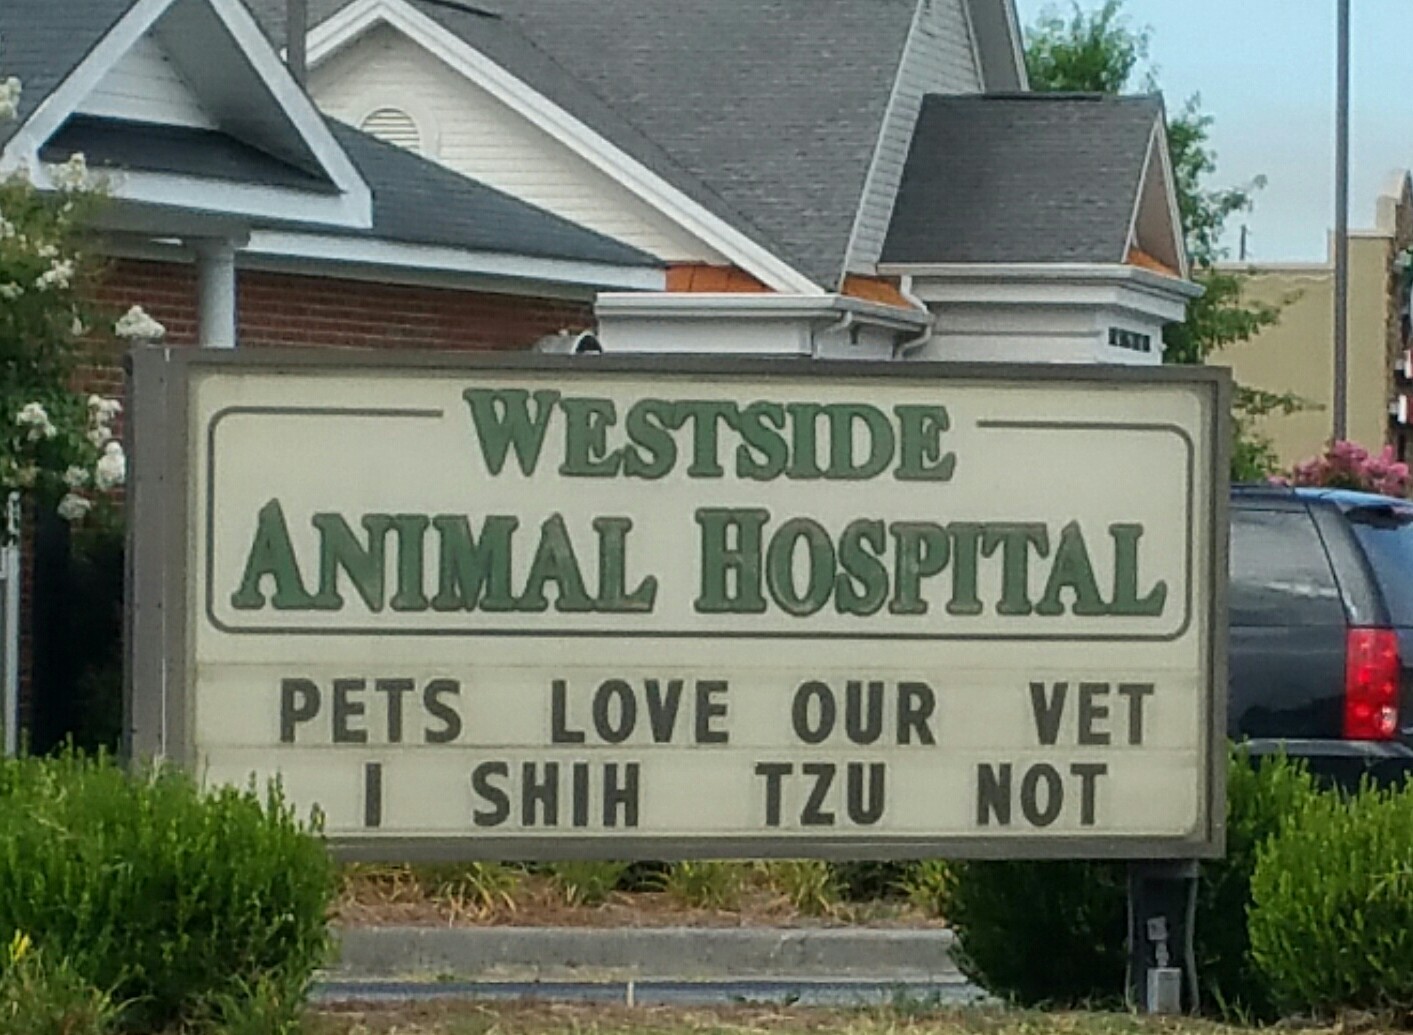 WESTSIDE
ANIMAL HOSPITAL
PETS LOVE OUR VET
I SHIH TZU NOT